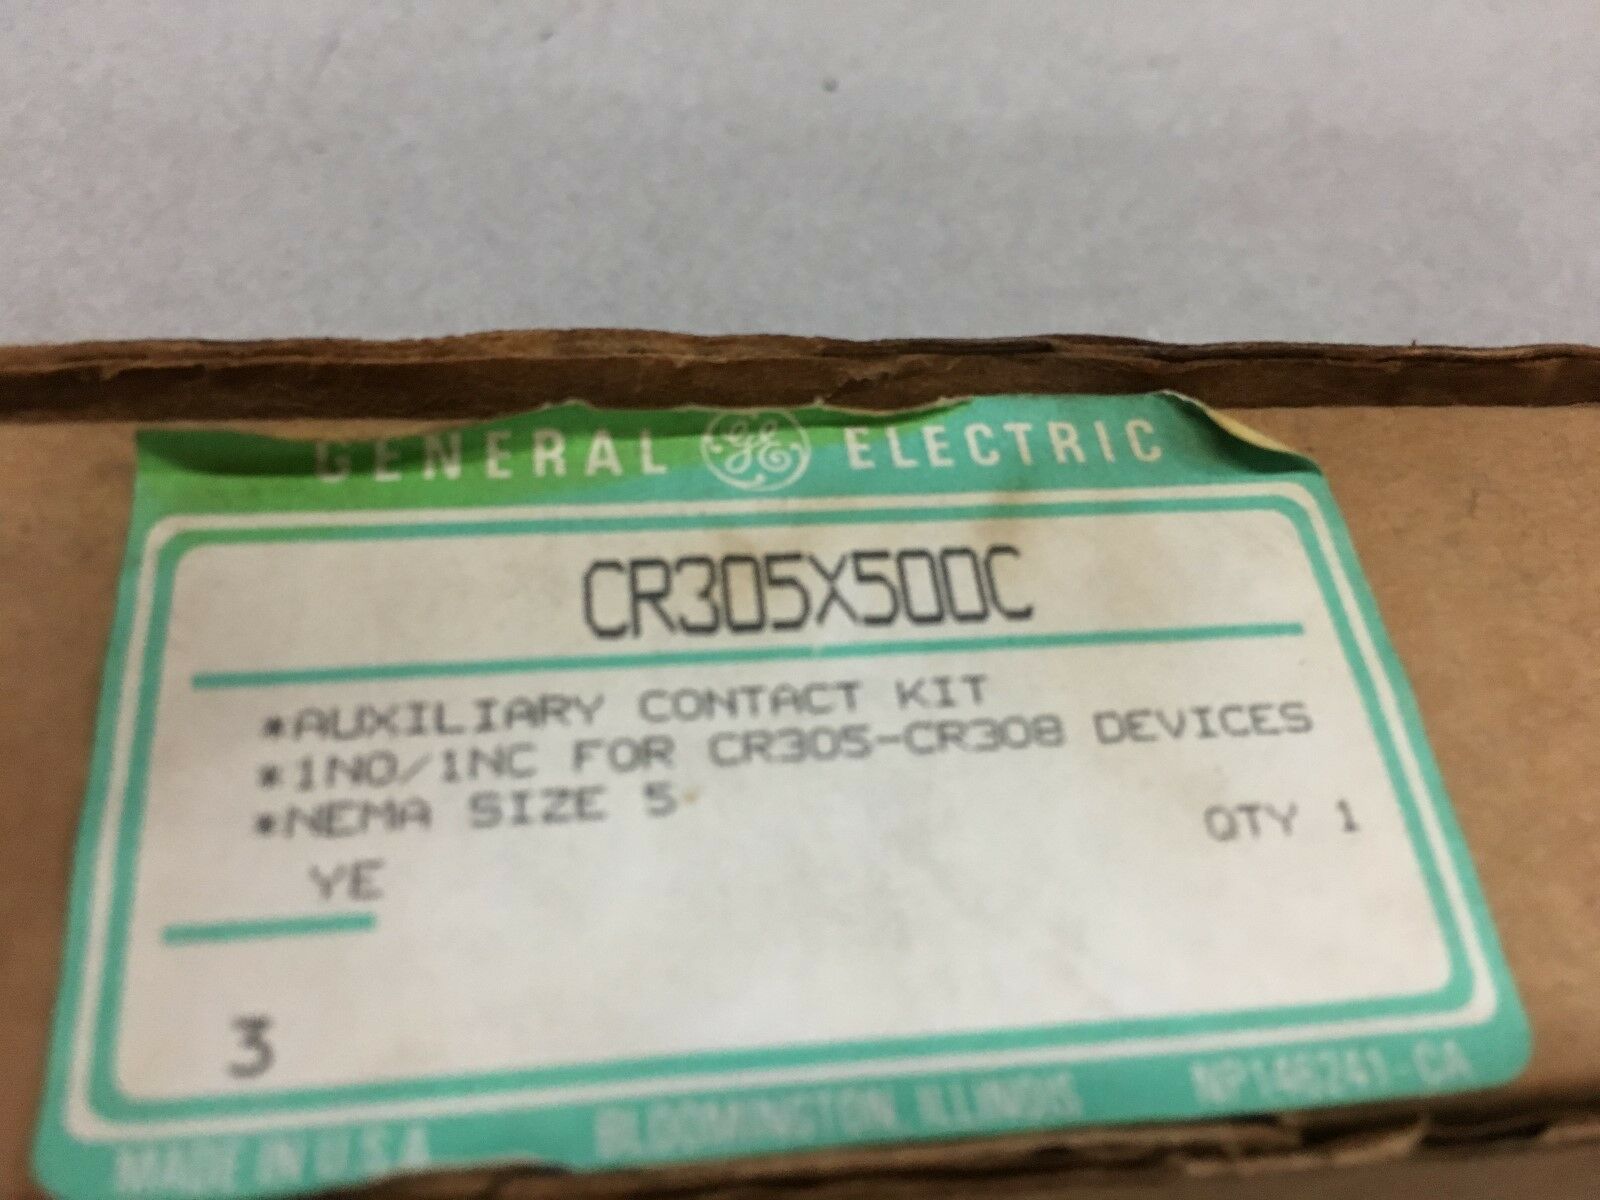 GENERAL GE ELECTRIC
CR305X500C
*AUXILIARY CONTACT KIT
*1NO/1NC FOR CR305-CR308 DEVICES
*NEMA SIZE 5
QTY 1
YE
3
MADE IN U.S.A. BLOOMINGTON, ILLINOIS NP146241-CA